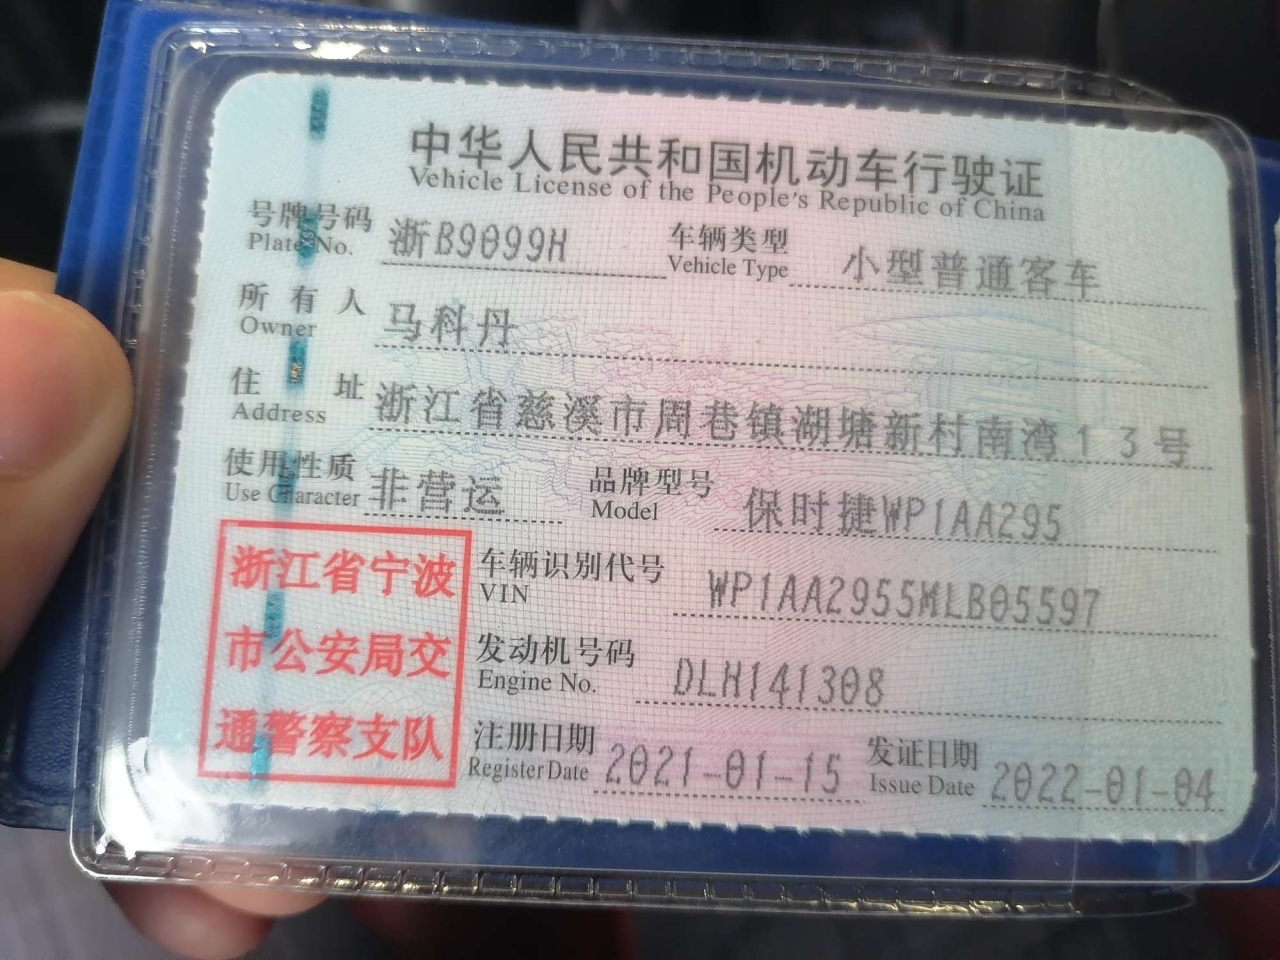 中华人民共和国机动车行驶证
Vehicle License of the People's Republic of China
号牌号码 浙B9099H 车辆类型 小型普通客车
Plate No. Vehicle Type
所有人 马科丹
Owner
住址 浙江省慈溪市周巷镇湖塘新村南湾13号
Address
使用性质 非营运 品牌型号 保时捷WP1AA295
Use Character Model
浙江省宁波
市公安局交
通警察支队
车辆识别代号 WP1AA2955MLB05597
VIN
发动机号码 DLH141308
Engine No.
注册日期 2021-01-15 发证日期 2022-01-04
Register Date Issue Date